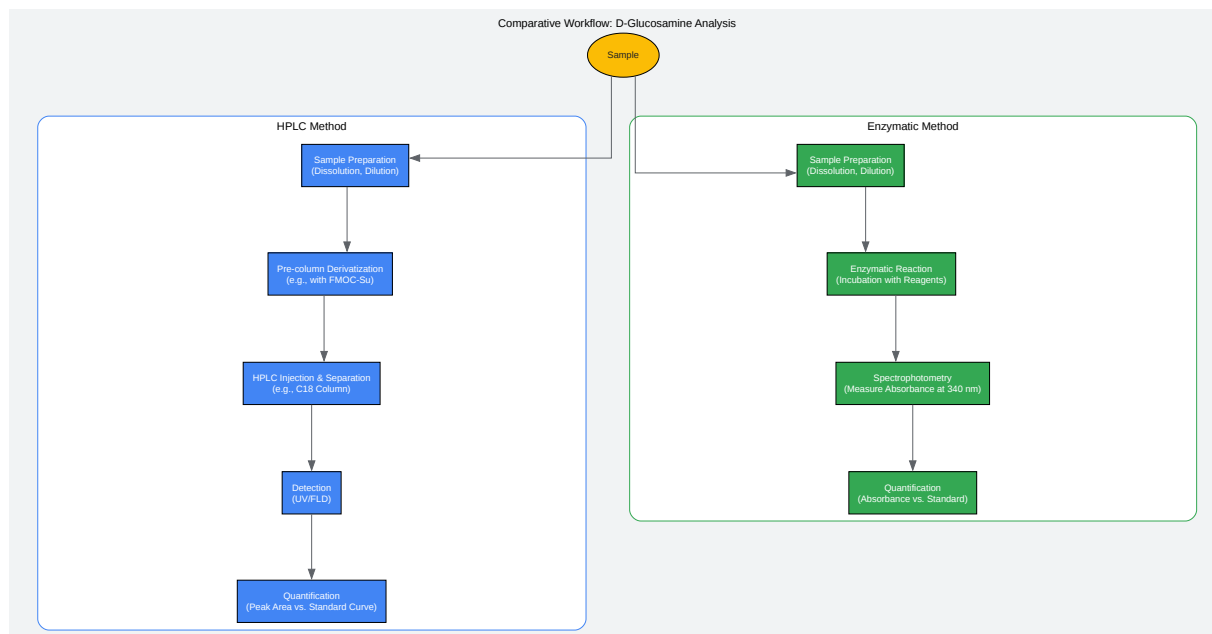 Comparative Workflow: D-Glucosamine Analysis
Sample
HPLC Method
Sample Preparation
(Dissolution, Dilution)
Pre-column Derivatization
(e.g., with FMOC-Su)
HPLC Injection & Separation
(e.g., C18 Column)
Detection
(UV/FLD)
Quantification
(Peak Area vs. Standard Curve)
Enzymatic Method
Sample Preparation
(Dissolution, Dilution)
Enzymatic Reaction
(Incubation with Reagents)
Spectrophotometry
(Measure Absorbance at 340 nm)
Quantification
(Absorbance vs. Standard)